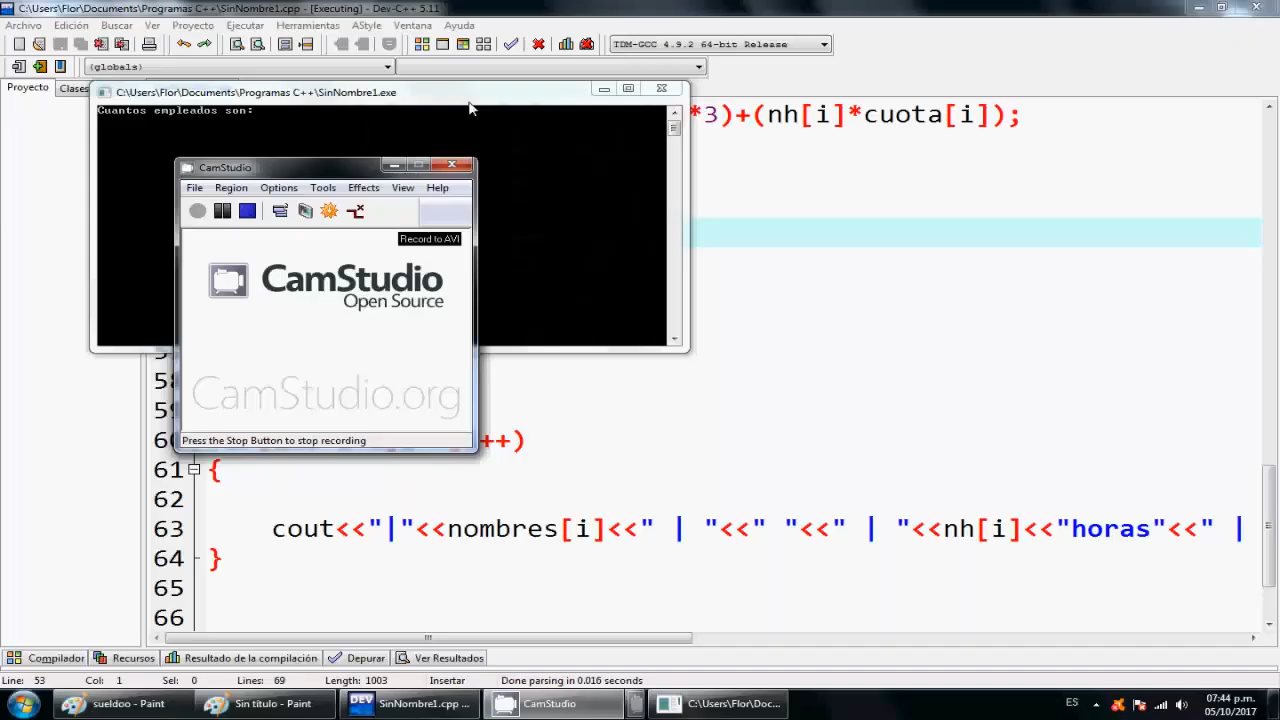 C:\Users\Flor\Documents\Programas C++\SinNombre1.cpp - [Executing] - Dev-C++ 5.11
Archivo Edición Buscar Ver Proyecto Ejecutar Herramientas AStyle Ventana Ayuda
TDM-GCC 4.9.2 64-bit Release
(globals)
Proyecto Clases
C:\Users\Flor\Documents\Programas C++\SinNombre1.exe
Cuantos empleados son:
*3)+(nh[i]*cuota[i]);
CamStudio
File Region Options Tools Effects View Help
Record to AVI
CamStudio
Open Source
CamStudio.org
Press the Stop Button to stop recording
58
++)
61 {
62
63 cout<<"|"<<nombres[i]<<" | "<<" "<<" | "<<nh[i]<<"horas"<<" |
64 }
65
66
Compilador Recursos Resultado de la compilación Depurar Ver Resultados
Line: 53 Col: 1 Sel: 0 Lines: 69 Length: 1003 Insertar Done parsing in 0.016 seconds
sueldoo - Paint Sin título - Paint DEV SinNombre1.cpp ... CamStudio C:\Users\Flor\Doc... ES 07:44 p.m.
05/10/2017